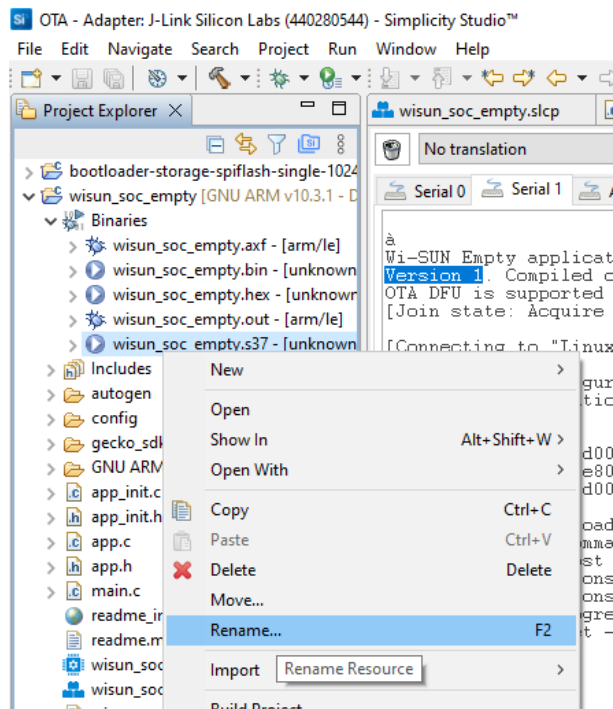 OTA - Adapter: J-Link Silicon Labs (440280544) - Simplicity Studio™
File Edit Navigate Search Project Run Window Help
Project Explorer
wisun_soc_empty.slcp
No translation
bootloader-storage-spiflash-single-1024
Serial 0 Serial 1
wisun_soc_empty [GNU ARM v10.3.1 - D
Binaries
wisun_soc_empty.axf - [arm/le]
wisun_soc_empty.bin - [unknown
wisun_soc_empty.hex - [unknown
wisun_soc_empty.out - [arm/le]
wisun_soc_empty.s37 - [unknown
Includes
autogen
config
gecko_sdk
GNU ARM
app_init.c
app_init.h
app.c
app.h
main.c
readme_ir
readme.m
wisun_soc
wisun_soc
à
Wi-SUN Empty applicat
Version 1. Compiled o
OTA DFU is supported
[Join state: Acquire
[Connecting to "Linux
New
Open
Show In Alt+Shift+W
Open With
Copy Ctrl+C
Paste Ctrl+V
Delete Delete
Move...
Rename... F2
Import
Rename Resource
Build Project